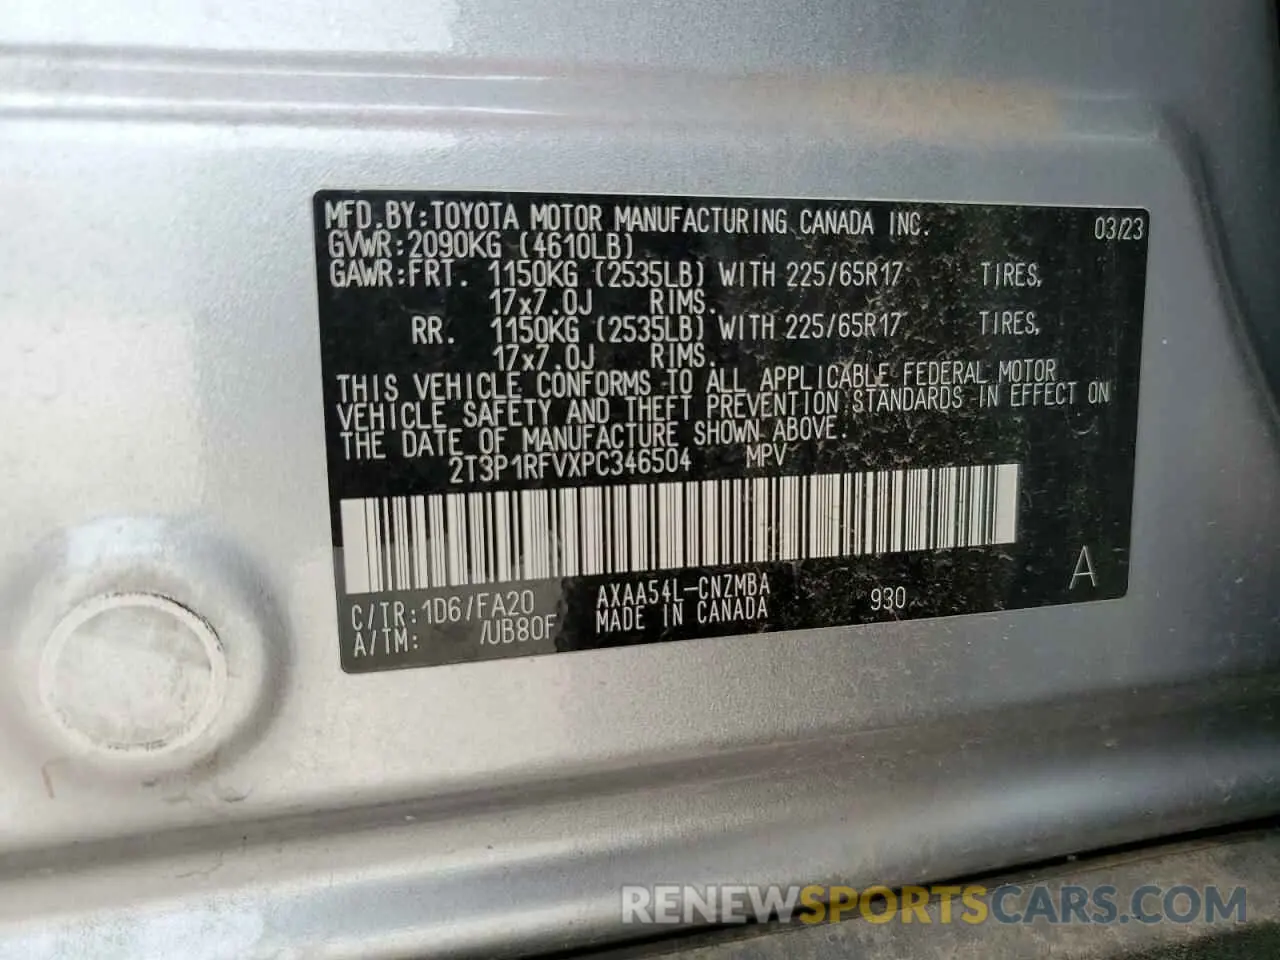 MFD.BY:TOYOTA MOTOR MANUFACTURING CANADA INC. 03/23
GVWR:2090KG (4610LB)
GAWR:FRT. 1150KG (2535LB) WITH 225/65R17 TIRES,
17x7.0J RIMS.
RR. 1150KG (2535LB) WITH 225/65R17 TIRES,
17x7.0J RIMS.
THIS VEHICLE CONFORMS TO ALL APPLICABLE FEDERAL MOTOR
VEHICLE SAFETY AND THEFT PREVENTION STANDARDS IN EFFECT ON
THE DATE OF MANUFACTURE SHOWN ABOVE.
2T3P1RFVXPC346504 MPV
C/TR:1D6/FA20 AXAA54L-CNZMBA 930 A
A/TM: /UB80F MADE IN CANADA
RENEWSPORTSCARS.COM